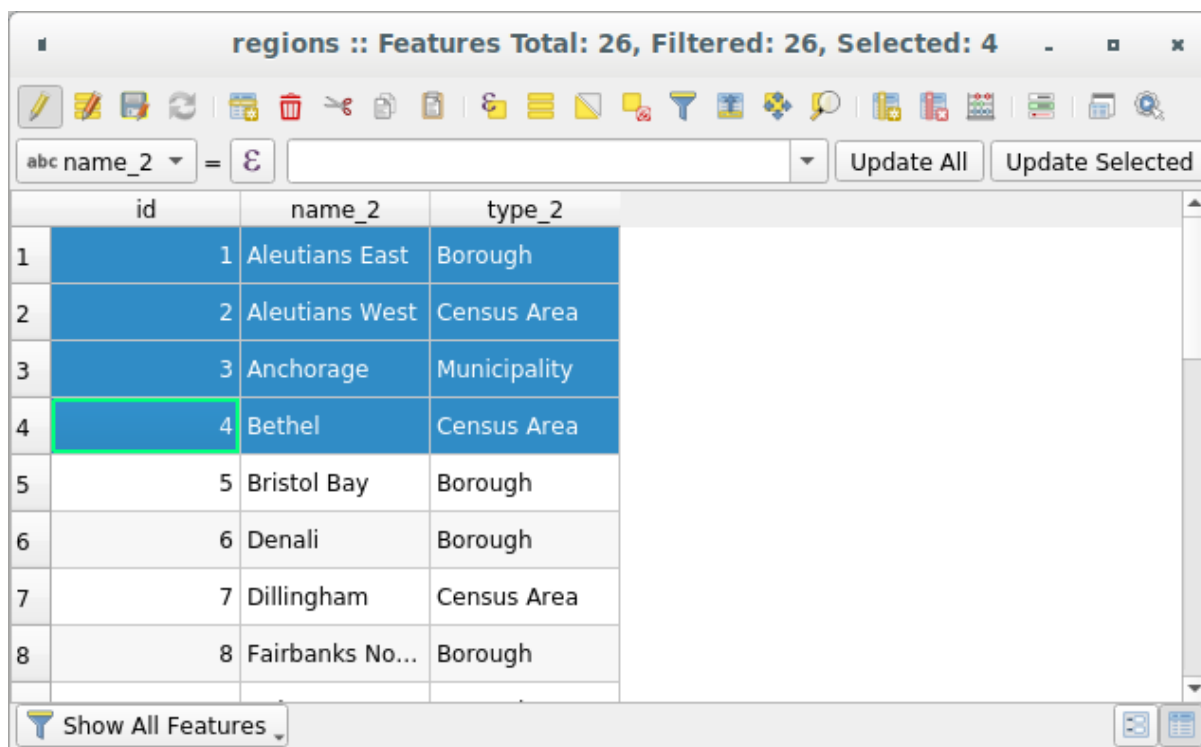 regions :: Features Total: 26, Filtered: 26, Selected: 4
abc name_2 = ε Update All Update Selected
id name_2 type_2
1 1 Aleutians East Borough
2 2 Aleutians West Census Area
3 3 Anchorage Municipality
4 4 Bethel Census Area
5 5 Bristol Bay Borough
6 6 Denali Borough
7 7 Dillingham Census Area
8 8 Fairbanks No... Borough
Show All Features